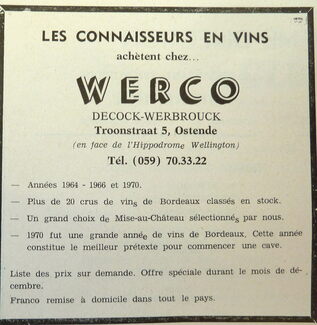 LES CONNAISSEURS EN VINS
achètent chez...
WERCO
DECOCK-WERBROUCK
Troonstraat 5, Ostende
(en face de l'Hippodrome Wellington)
Tél. (059) 70.33.22
— Années 1964 - 1966 et 1970.
— Plus de 20 crus de vins de Bordeaux classés en stock.
— Un grand choix de Mise-au-Château sélectionnés par nous.
— 1970 fut une grande année de vins de Bordeaux. Cette année
constitue le meilleur prétexte pour commencer une cave.
Liste des prix sur demande. Offre spéciale durant le mois de dé-
cembre.
Franco remise à domicile dans tout le pays.